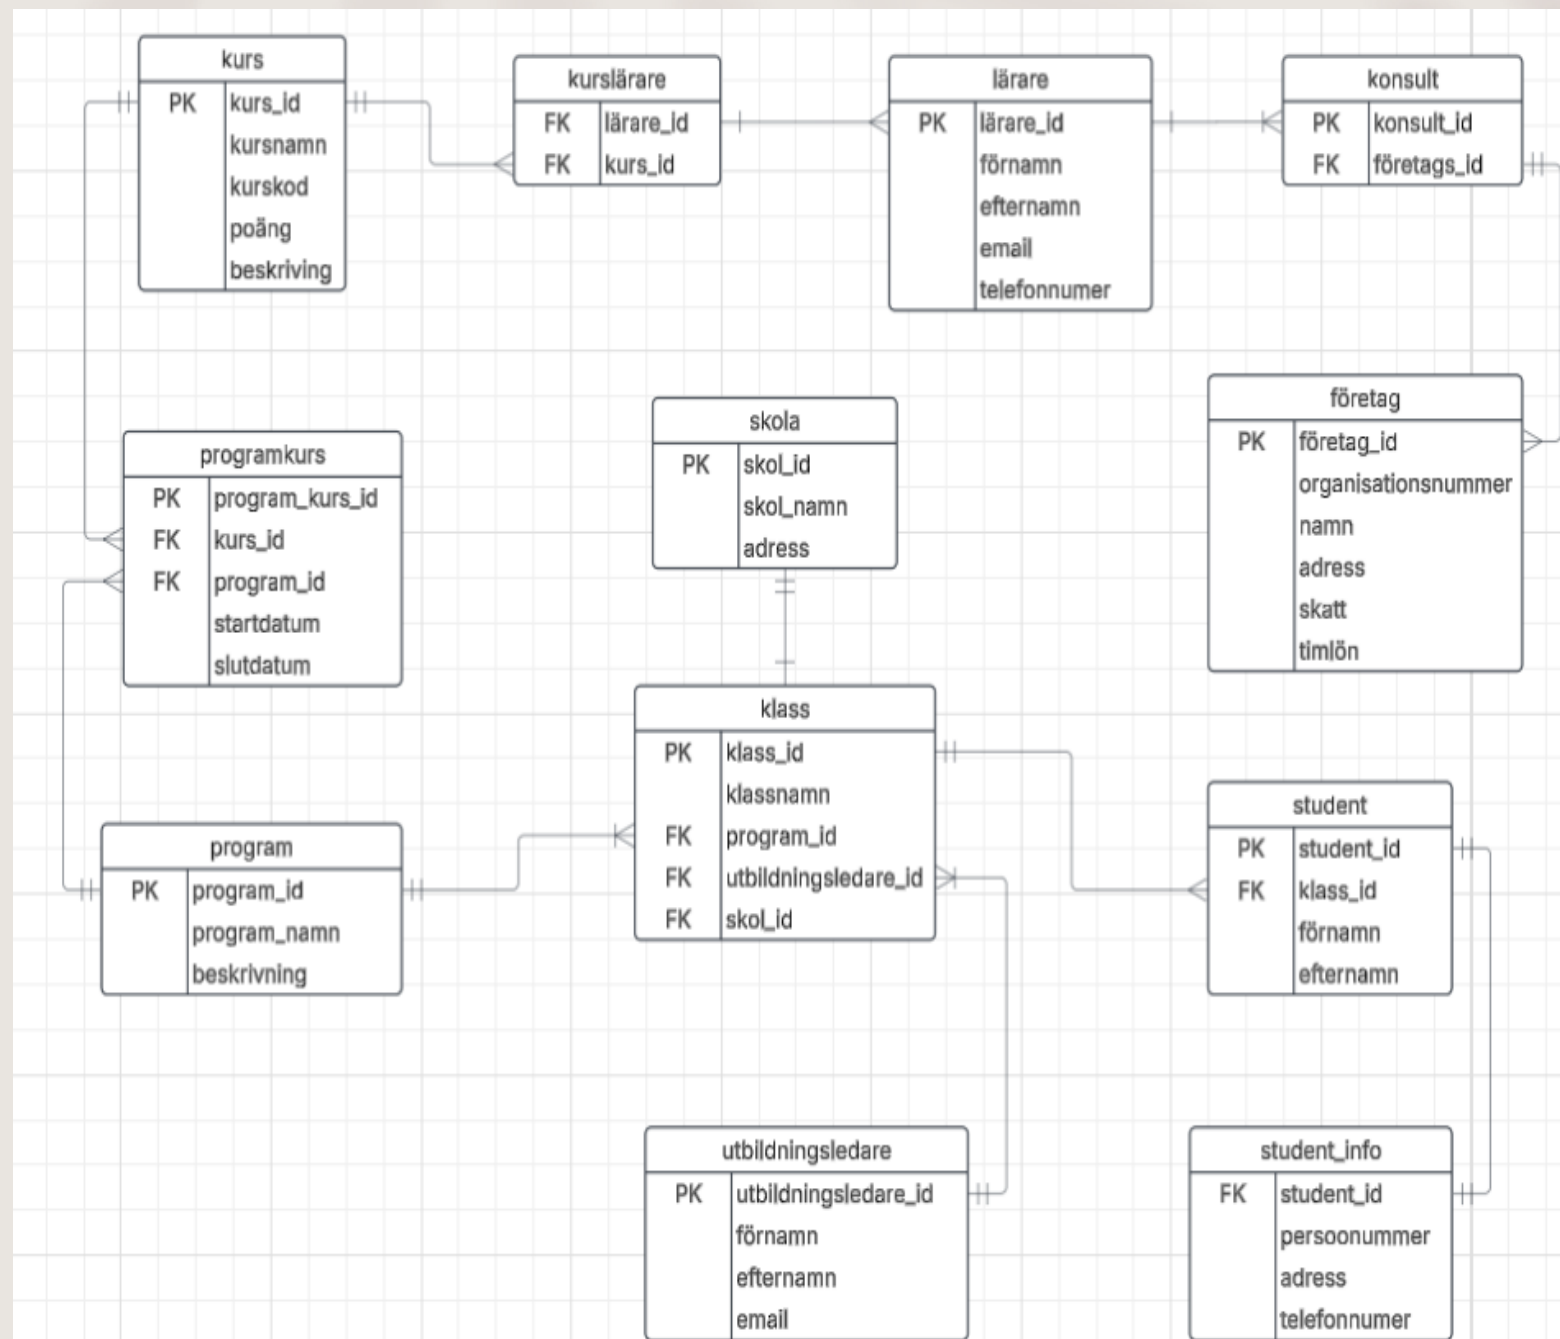 kurs
PK kurs_id
kursnamn
kurskod
poäng
beskriving
kurslärare
FK lärare_id
FK kurs_id
lärare
PK lärare_id
förnamn
efternamn
email
telefonnumer
konsult
PK konsult_id
FK företags_id
programkurs
PK program_kurs_id
FK kurs_id
FK program_id
startdatum
slutdatum
skola
PK skol_id
skol_namn
adress
företag
PK företag_id
organisationsnummer
namn
adress
skatt
timlön
program
PK program_id
program_namn
beskrivning
klass
PK klass_id
klassnamn
FK program_id
FK utbildningsledare_id
FK skol_id
student
PK student_id
FK klass_id
förnamn
efternamn
utbildningsledare
PK utbildningsledare_id
förnamn
efternamn
email
student_info
FK student_id
persoonummer
adress
telefonnumer